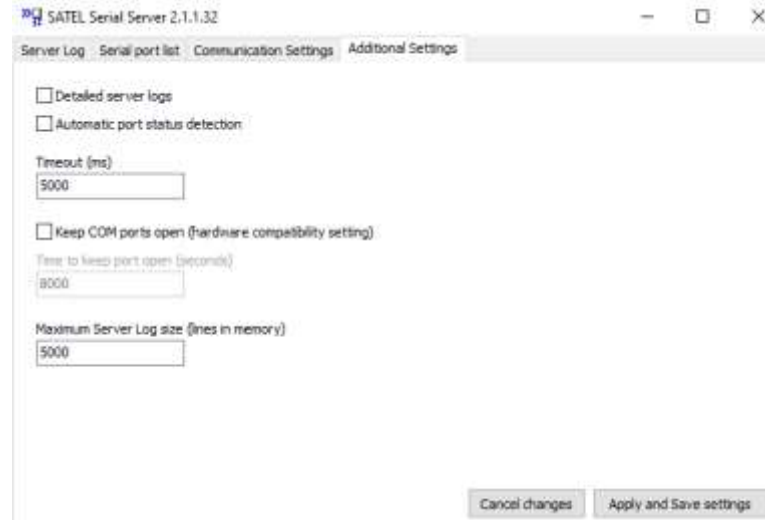 SATEL Serial Server 2.1.1.32
Server Log Serial port list Communication Settings Additional Settings
Detailed server logs
Automatic port status detection
Timeout (ms)
5000
Keep COM ports open (hardware compatibility setting)
Time to keep port open (seconds)
8000
Maximum Server Log size (lines in memory)
5000
Cancel changes Apply and Save settings